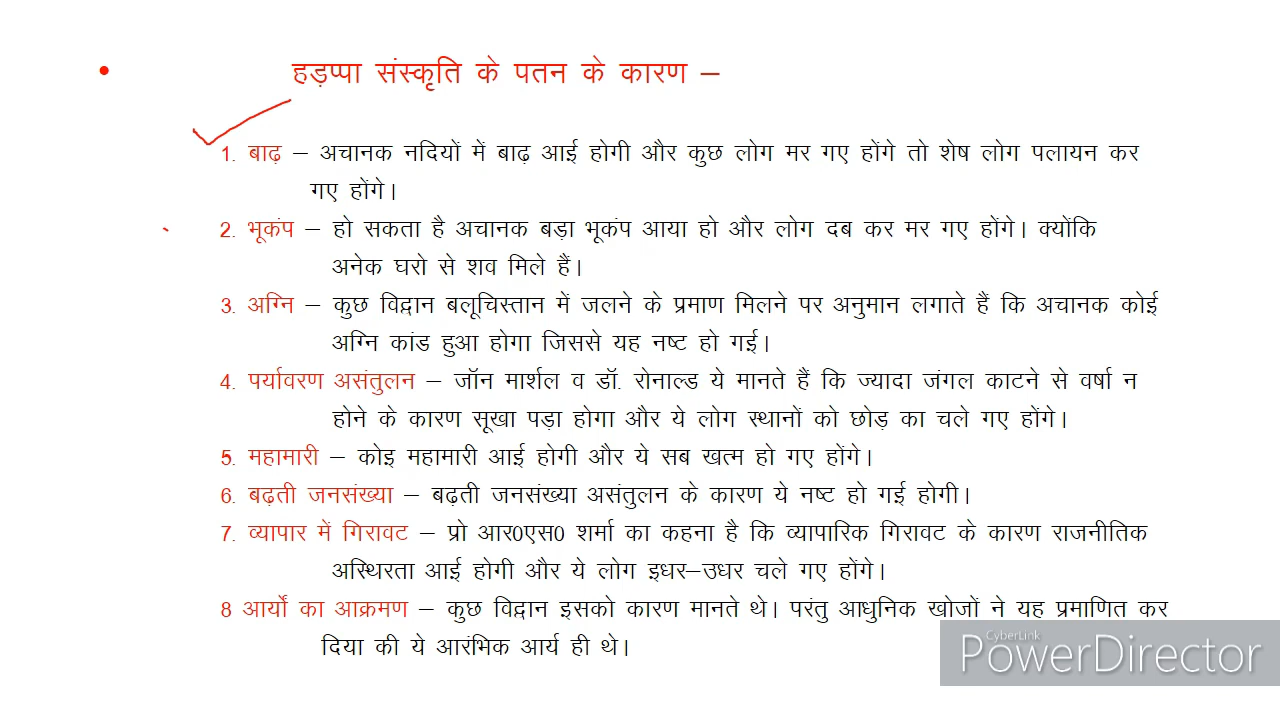 • हड़प्पा संस्कृति के पतन के कारण –
1. बाढ़ – अचानक नदियों में बाढ़ आई होगी और कुछ लोग मर गए होंगे तो शेष लोग पलायन कर
गए होंगे।
2. भूकंप – हो सकता है अचानक बड़ा भूकंप आया हो और लोग दब कर मर गए होंगे। क्योंकि
अनेक घरो से शव मिले हैं।
3. अग्नि – कुछ विद्वान बलूचिस्तान में जलने के प्रमाण मिलने पर अनुमान लगाते हैं कि अचानक कोई
अग्नि कांड हुआ होगा जिससे यह नष्ट हो गई।
4. पर्यावरण असंतुलन – जॉन मार्शल व डॉ. रोनाल्ड ये मानते हैं कि ज्यादा जंगल काटने से वर्षा न
होने के कारण सूखा पड़ा होगा और ये लोग स्थानों को छोड़ का चले गए होंगे।
5. महामारी – कोइ महामारी आई होगी और ये सब खत्म हो गए होंगे।
6. बढ़ती जनसंख्या – बढ़ती जनसंख्या असंतुलन के कारण ये नष्ट हो गई होगी।
7. व्यापार में गिरावट – प्रो आर0एस0 शर्मा का कहना है कि व्यापारिक गिरावट के कारण राजनीतिक
अस्थिरता आई होगी और ये लोग इधर–उधर चले गए होंगे।
8 आर्यों का आक्रमण – कुछ विद्वान इसको कारण मानते थे। परंतु आधुनिक खोजों ने यह प्रमाणित कर
दिया की ये आरंभिक आर्य ही थे।
CyberLink
PowerDirector